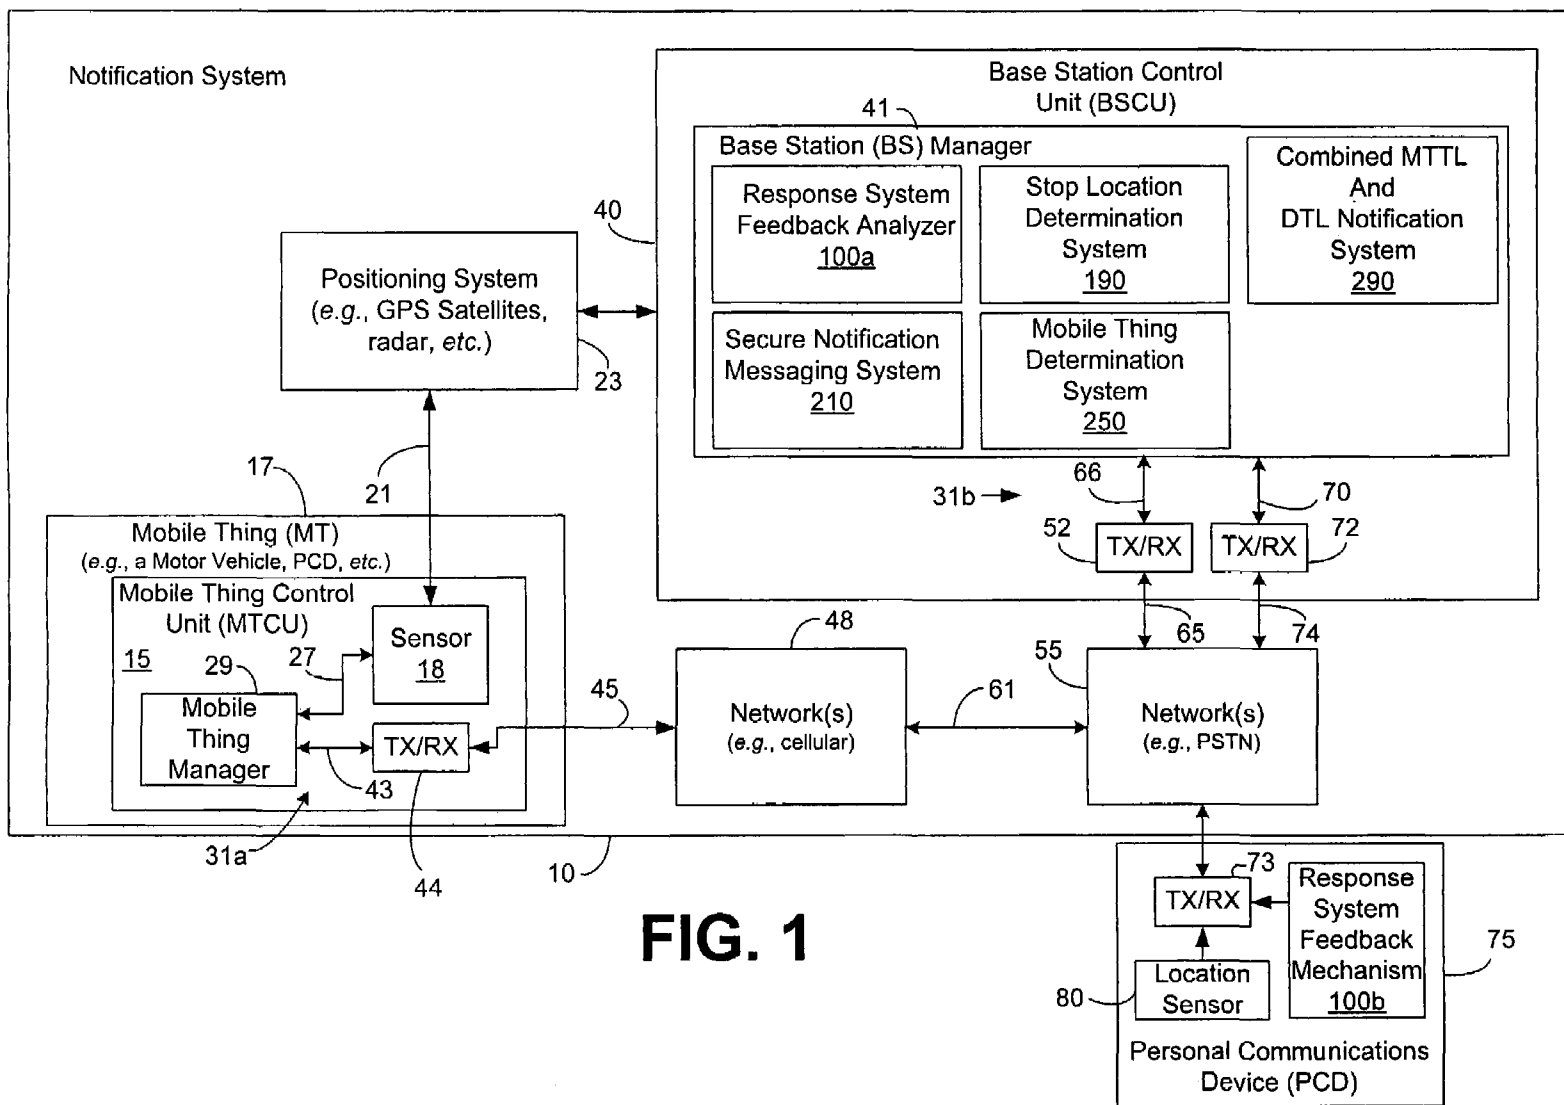 Notification System
Base Station Control
Unit (BSCU)
41
Base Station (BS) Manager
Response System
Feedback Analyzer
100a
Stop Location
Determination
System
190
Combined MTTL
And
DTL Notification
System
290
Secure Notification
Messaging System
210
Mobile Thing
Determination
System
250
40
Positioning System
(e.g., GPS Satellites,
radar, etc.)
23
21
17
66
31b
70
52
TX/RX
TX/RX
72
65
74
Mobile Thing (MT)
(e.g., a Motor Vehicle, PCD, etc.)
Mobile Thing Control
Unit (MTCU)
15
27
29
Sensor
18
Mobile
Thing
Manager
TX/RX
43
31a
44
45
48
Network(s)
(e.g., cellular)
61
55
Network(s)
(e.g., PSTN)
10
FIG. 1
73
TX/RX
Response
System
Feedback
Mechanism
100b
75
80
Location
Sensor
Personal Communications
Device (PCD)